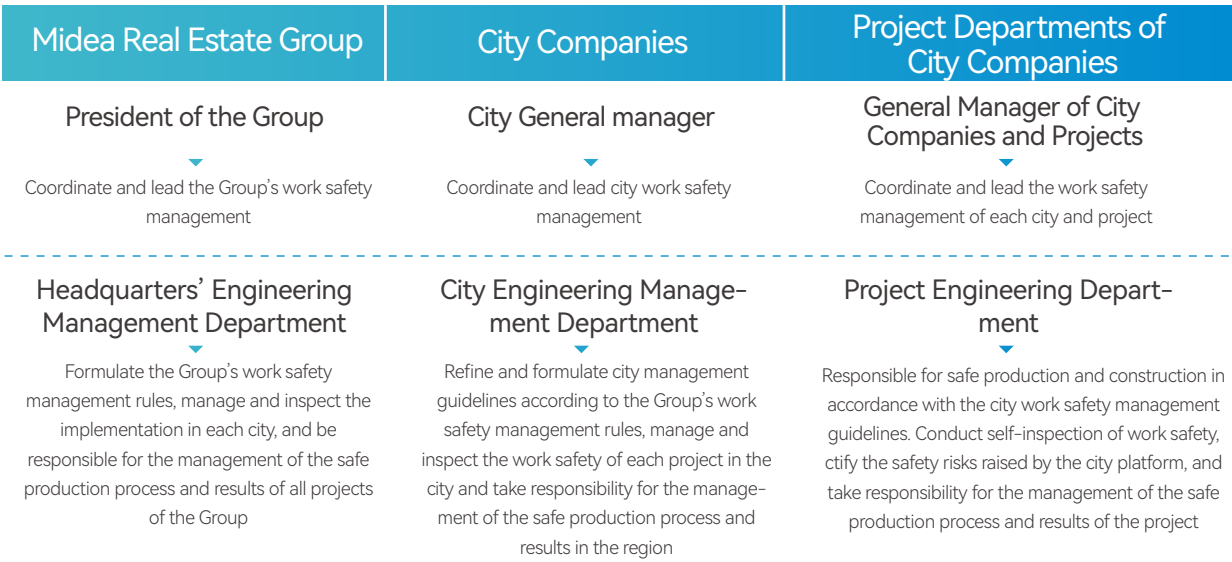 Midea Real Estate Group
City Companies
Project Departments of
City Companies
President of the Group
Coordinate and lead the Group's work safety
management
City General manager
Coordinate and lead city work safety
management
General Manager of City
Companies and Projects
Coordinate and lead the work safety
management of each city and project
Headquarters' Engineering
Management Department
Formulate the Group's work safety
management rules, manage and inspect the
implementation in each city, and be
responsible for the management of the safe
production process and results of all projects
of the Group
City Engineering Manage-
ment Department
Refine and formulate city management
guidelines according to the Group's work
safety management rules, manage and
inspect the work safety of each project in the
city and take responsibility for the manage-
ment of the safe production process and
results in the region
Project Engineering Depart-
ment
Responsible for safe production and construction in
accordance with the city work safety management
guidelines. Conduct self-inspection of work safety,
ctify the safety risks raised by the city platform, and
take responsibility for the management of the safe
production process and results of the project